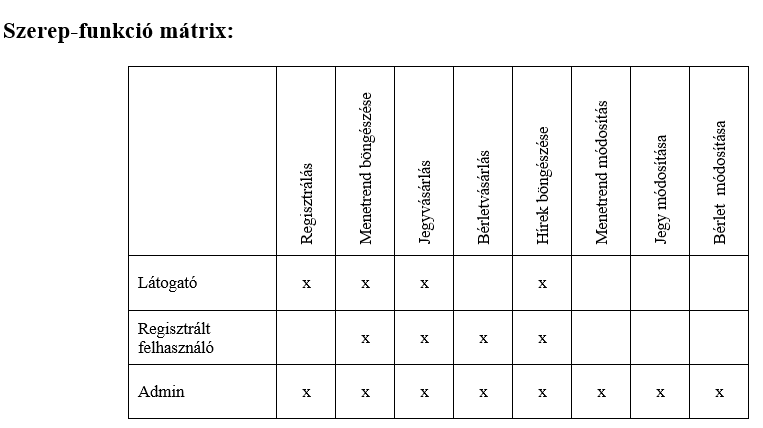 Szerep-funkció mátrix:
Regisztrálás
Menetrend böngészése
Jegyvásárlás
Bérletvásárlás
Hírek böngészése
Menetrend módosítás
Jegy módosítása
Bérlet módosítása
Látogató x x x x
Regisztrált
felhasználó x x x x
Admin x x x x x x x x